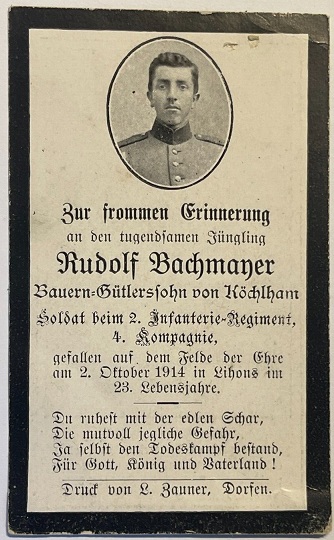 Zur frommen Erinnerung
an den tugendsamen Jüngling
Rudolf Bachmayer
Bauern-Gütlerssohn von Köchlham
Soldat beim 2. Infanterie-Regiment,
4. Kompagnie,
gefallen auf dem Felde der Ehre
am 2. Oktober 1914 in Lihons im
23. Lebensjahre.
Du ruhest mit der edlen Schar,
Die mutvoll jegliche Gefahr,
Ja selbst den Todeskampf bestand,
Für Gott, König und Vaterland!
Druck von L. Zauner, Dorfen.